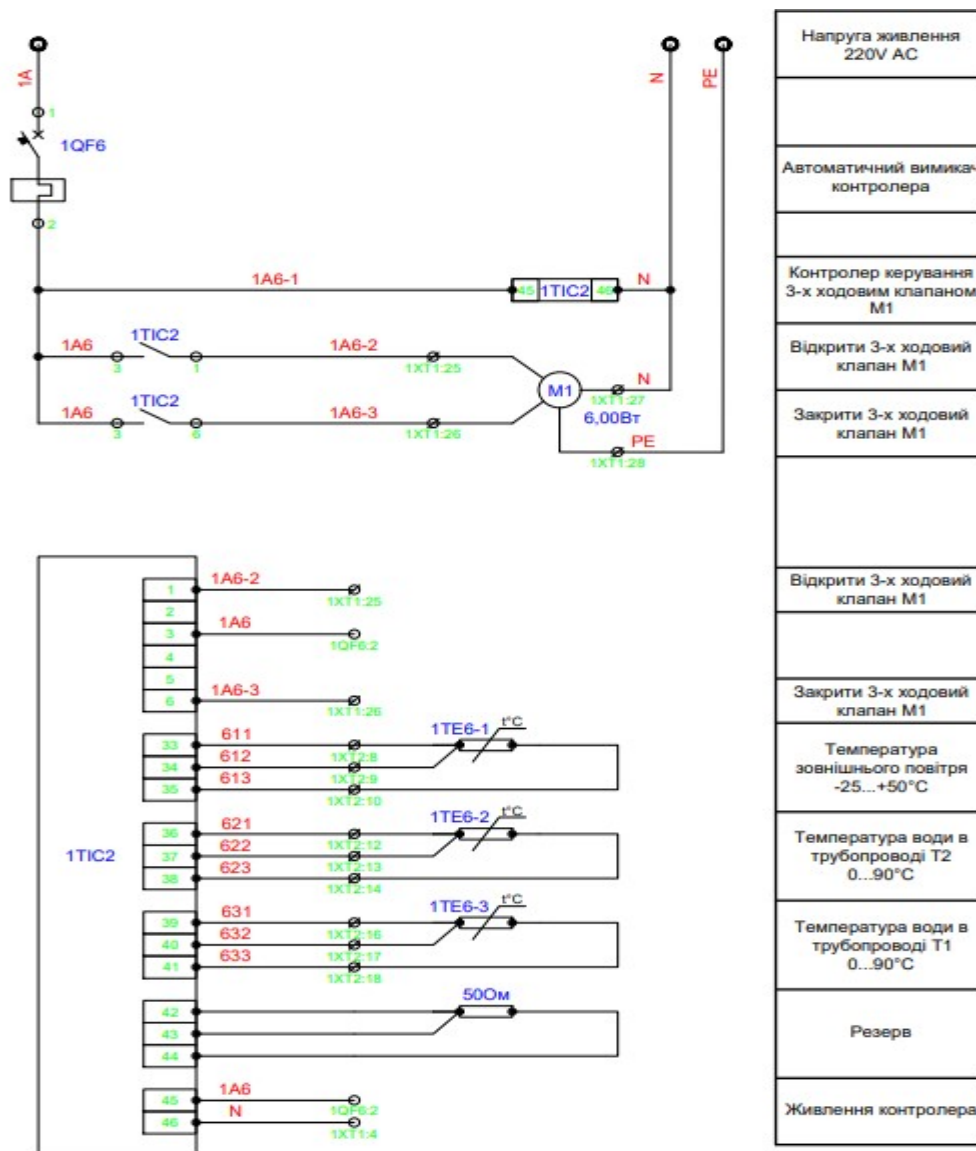 1A
N
PE
1
1QF6
2
1A6-1
45
1TIC2
46
N
1A6
1TIC2
1A6-2
3
1
1XT1:25
1A6
1TIC2
1A6-3
3
6
1XT1:26
M1
N
1XT1:27
6,00Вт
PE
1XT1:28
Напруга живлення
220V AC
Автоматичний вимикач
контролера
Контролер керування
3-х ходовим клапаном
M1
Відкрити 3-х ходовий
клапан M1
Закрити 3-х ходовий
клапан M1
1TIC2
1
1A6-2
1XT1:25
2
3
1A6
1QF6:2
4
5
6
1A6-3
1XT1:26
33
611
1XT2:8
34
612
1XT2:9
35
613
1XT2:10
1TE6-1
t°C
36
621
1XT2:12
37
622
1XT2:13
38
623
1XT2:14
1TE6-2
t°C
39
631
1XT2:16
40
632
1XT2:17
41
633
1XT2:18
1TE6-3
t°C
42
43
44
50Ом
45
1A6
1QF6:2
46
N
1XT1:4
Відкрити 3-х ходовий
клапан M1
Закрити 3-х ходовий
клапан M1
Температура
зовнішнього повітря
-25...+50°C
Температура води в
трубопроводі T2
0...90°C
Температура води в
трубопроводі T1
0...90°C
Резерв
Живлення контролера